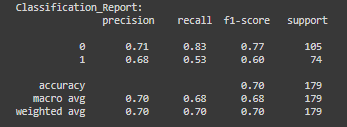 Classification_Report:
precision recall f1-score support
0 0.71 0.83 0.77 105
1 0.68 0.53 0.60 74
accuracy 0.70 179
macro avg 0.70 0.68 0.68 179
weighted avg 0.70 0.70 0.70 179